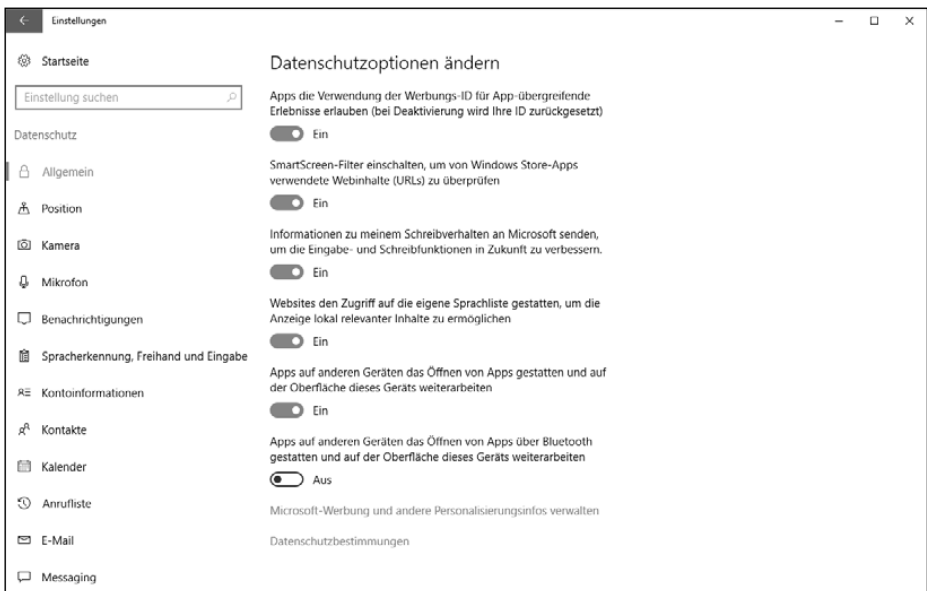 Einstellungen
Startseite
Einstellung suchen
Datenschutz
Allgemein
Position
Kamera
Mikrofon
Benachrichtigungen
Spracherkennung, Freihand und Eingabe
Kontoinformationen
Kontakte
Kalender
Anrufliste
E-Mail
Messaging
Datenschutzoptionen ändern
Apps die Verwendung der Werbungs-ID für App-übergreifende
Erlebnisse erlauben (bei Deaktivierung wird Ihre ID zurückgesetzt)
Ein
SmartScreen-Filter einschalten, um von Windows Store-Apps
verwendete Webinhalte (URLs) zu überprüfen
Ein
Informationen zu meinem Schreibverhalten an Microsoft senden,
um die Eingabe- und Schreibfunktionen in Zukunft zu verbessern.
Ein
Websites den Zugriff auf die eigene Sprachliste gestatten, um die
Anzeige lokal relevanter Inhalte zu ermöglichen
Ein
Apps auf anderen Geräten das Öffnen von Apps gestatten und auf
der Oberfläche dieses Geräts weiterarbeiten
Ein
Apps auf anderen Geräten das Öffnen von Apps über Bluetooth
gestatten und auf der Oberfläche dieses Geräts weiterarbeiten
Aus
Microsoft-Werbung und andere Personalisierungsinfos verwalten
Datenschutzbestimmungen